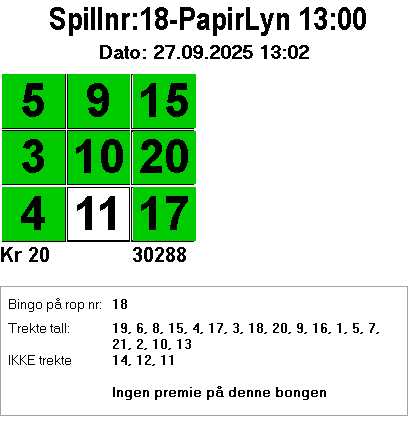 Spillnr:18-PapirLyn 13:00
Dato: 27.09.2025 13:02
5 9 15
3 10 20
4 11 17
Kr 20 30288
Bingo på rop nr: 18
Trekte tall: 19, 6, 8, 15, 4, 17, 3, 18, 20, 9, 16, 1, 5, 7,
21, 2, 10, 13
IKKE trekte 14, 12, 11
Ingen premie på denne bongen